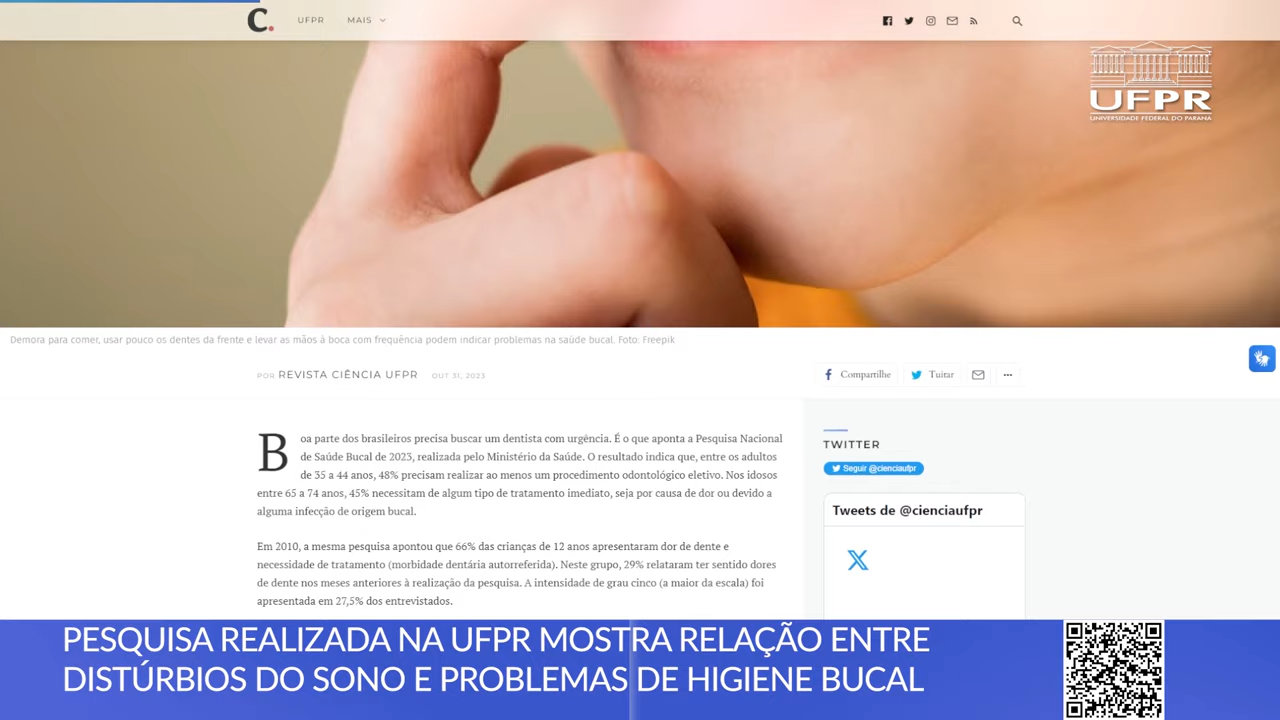 C.
UFPR
MAIS
UFPR
UNIVERSIDADE FEDERAL DO PARANÁ
Demora para comer, usar pouco os dentes da frente e levar as mãos à boca com frequência podem indicar problemas na saúde bucal. Foto: Freepik
POR REVISTA CIÊNCIA UFPR OUT 31, 2023
Compartilhe
Tuitar
Boa parte dos brasileiros precisa buscar um dentista com urgência. É o que aponta a Pesquisa Nacional
de Saúde Bucal de 2023, realizada pelo Ministério da Saúde. O resultado indica que, entre os adultos
de 35 a 44 anos, 48% precisam realizar ao menos um procedimento odontológico eletivo. Nos idosos
entre 65 a 74 anos, 45% necessitam de algum tipo de tratamento imediato, seja por causa de dor ou devido a
alguma infecção de origem bucal.
Em 2010, a mesma pesquisa apontou que 66% das crianças de 12 anos apresentaram dor de dente e
necessidade de tratamento (morbidade dentária autorreferida). Neste grupo, 29% relataram ter sentido dores
de dente nos meses anteriores à realização da pesquisa. A intensidade de grau cinco (a maior da escala) foi
apresentada em 27,5% dos entrevistados.
TWITTER
Seguir @cienciaufpr
Tweets de @cienciaufpr
PESQUISA REALIZADA NA UFPR MOSTRA RELAÇÃO ENTRE
DISTÚRBIOS DO SONO E PROBLEMAS DE HIGIENE BUCAL